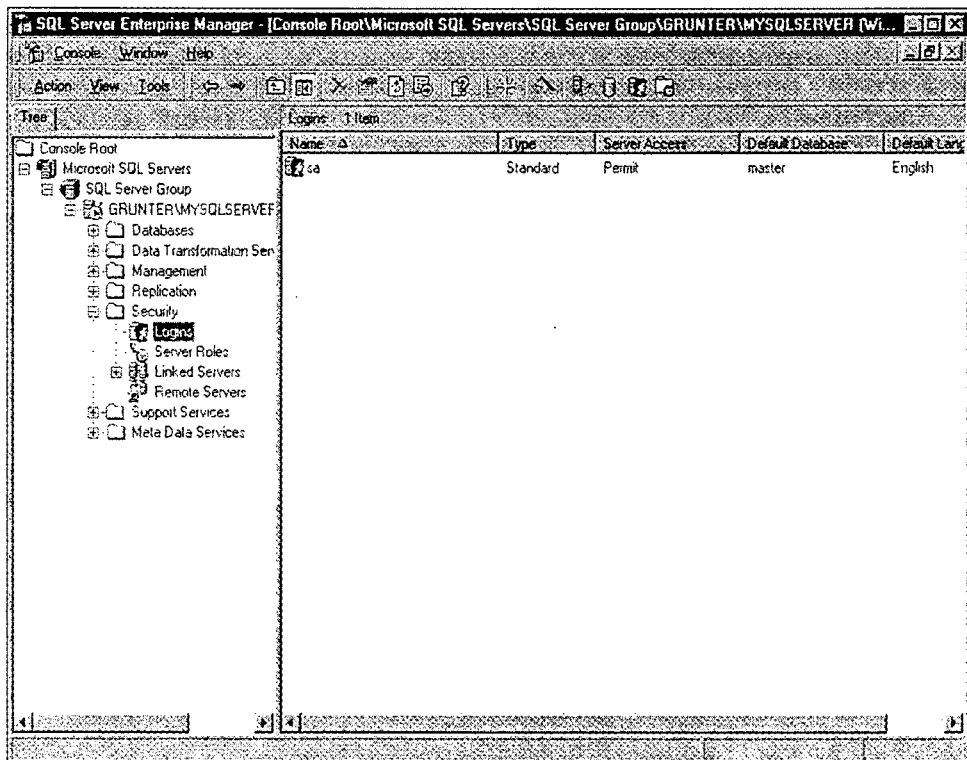 SQL Server Enterprise Manager - [Console Root\Microsoft SQL Servers\SQL Server Group\GRUNTER\MYSQLSERVER (Wi...
Console Window Help
Action View Tools
Tree
Logins 1 Item
Console Root
Microsoft SQL Servers
SQL Server Group
GRUNTER\MYSQLSERVER
Databases
Data Transformation Ser
Management
Replication
Security
Logins
Server Roles
Linked Servers
Remote Servers
Support Services
Meta Data Services
Name Type Server Access Default Database Default Lang
sa Standard Permit master English